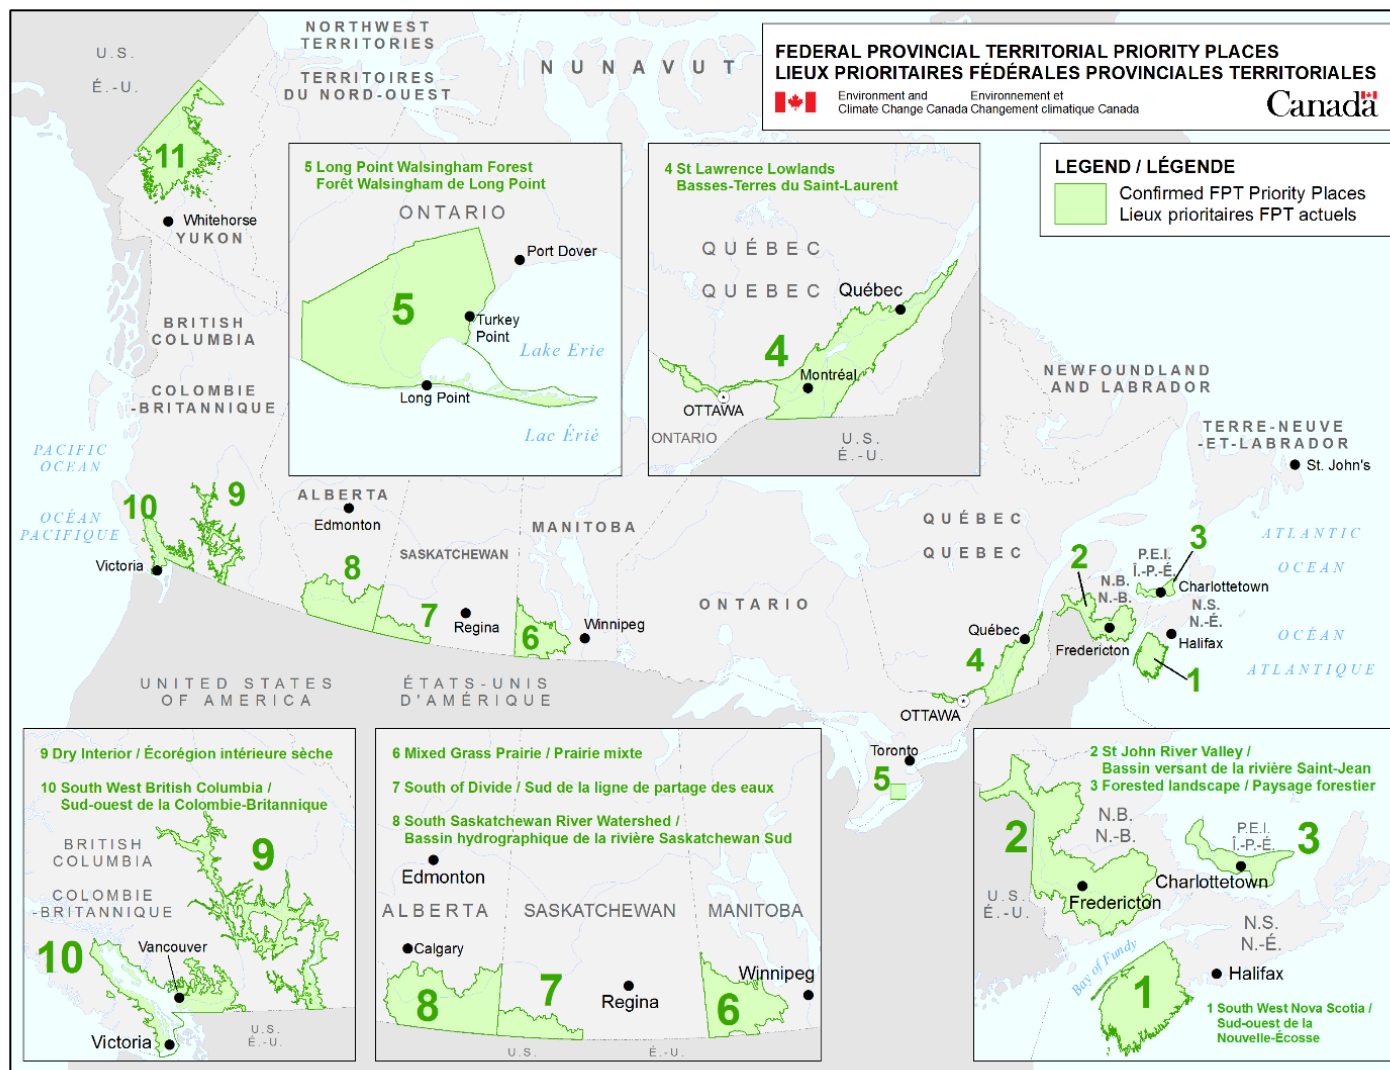 FEDERAL PROVINCIAL TERRITORIAL PRIORITY PLACES
LIEUX PRIORITAIRES FÉDÉRALES PROVINCIALES TERRITORIALES
Environment and
Climate Change Canada
Environnement et
Changement climatique Canada
Canada
LEGEND / LÉGENDE
Confirmed FPT Priority Places
Lieux prioritaires FPT actuels
U.S.
É.-U.
NORTHWEST
TERRITORIES
TERRITOIRES
DU NORD-OUEST
NUNAVUT
11
Whitehorse
YUKON
BRITISH
COLUMBIA
COLOMBIE
-BRITANNIQUE
PACIFIC
OCEAN
OCÉAN
PACIFIQUE
10
9
Victoria
ALBERTA
Edmonton
8
SASKATCHEWAN
7
Regina
MANITOBA
6
Winnipeg
ONTARIO
QUÉBEC
QUEBEC
Québec
4
OTTAWA
Toronto
5
NEWFOUNDLAND
AND LABRADOR
TERRE-NEUVE
-ET-LABRADOR
St. John's
ATLANTIC
OCEAN
OCÉAN
ATLANTIQUE
2
N.B.
N.-B.
Fredericton
P.E.I.
Î.-P.-É.
3
Charlottetown
N.S.
N.-É.
Halifax
1
UNITED STATES
OF AMERICA
ÉTATS-UNIS
D'AMÉRIQUE
5 Long Point Walsingham Forest
Forêt Walsingham de Long Point
ONTARIO
Port Dover
5
Turkey
Point
Lake Erie
Long Point
Lac Érié
4 St Lawrence Lowlands
Basses-Terres du Saint-Laurent
QUÉBEC
QUEBEC
Québec
4
Montréal
OTTAWA
ONTARIO
U.S.
É.-U.
9 Dry Interior / Écorégion intérieure sèche
10 South West British Columbia /
Sud-ouest de la Colombie-Britannique
BRITISH
COLUMBIA
9
COLOMBIE
-BRITANNIQUE
10
Vancouver
Victoria
U.S.
É.-U.
6 Mixed Grass Prairie / Prairie mixte
7 South of Divide / Sud de la ligne de partage des eaux
8 South Saskatchewan River Watershed /
Bassin hydrographique de la rivière Saskatchewan Sud
Edmonton
ALBERTA
SASKATCHEWAN
MANITOBA
Calgary
Winnipeg
8
7
Regina
6
U.S.
É.-U.
2 St John River Valley /
Bassin versant de la rivière Saint-Jean
3 Forested landscape / Paysage forestier
2
N.B.
N.-B.
P.E.I.
Î.-P.-É.
3
Charlottetown
U.S.
É.-U.
Fredericton
N.S.
N.-É.
Bay of Fundy
Halifax
1
1 South West Nova Scotia /
Sud-ouest de la
Nouvelle-Écosse